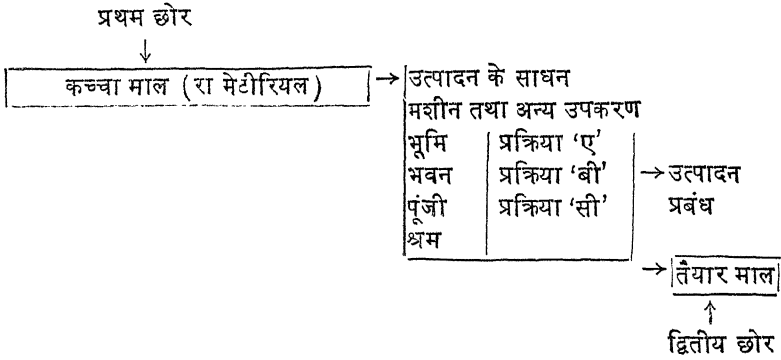 प्रथम छोर
↓
कच्चा माल (रा मेटीरियल) → उत्पादन के साधन
मशीन तथा अन्य उपकरण
भूमि प्रक्रिया ‘ए’
भवन प्रक्रिया ‘बी’ → उत्पादन
पूंजी प्रक्रिया ‘सी’ प्रबंध
श्रम
→ तैयार माल
↑
द्वितीय छोर